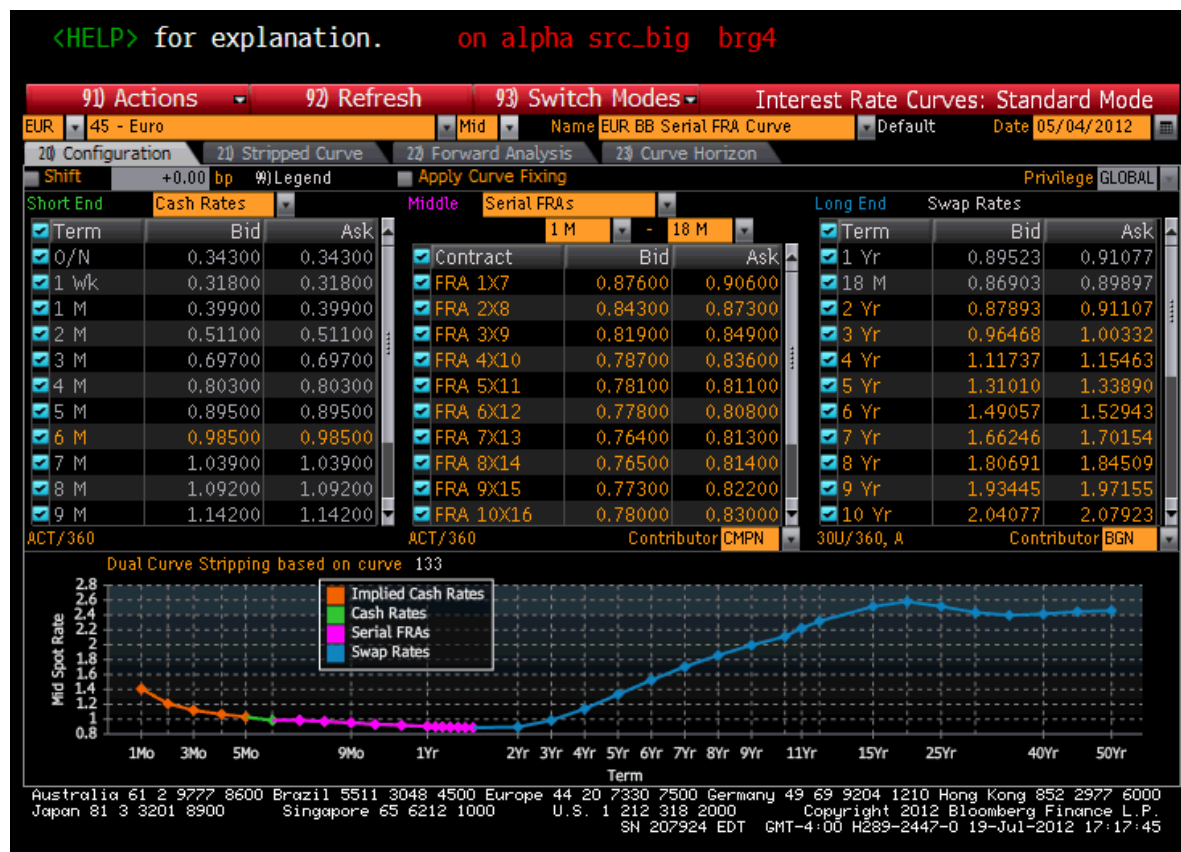 <HELP> for explanation. on alpha src_big brg4
91) Actions 92) Refresh 93) Switch Modes Interest Rate Curves: Standard Mode
EUR 45 - Euro Mid Name EUR BB Serial FRA Curve Default Date 05/04/2012
20) Configuration 21) Stripped Curve 22) Forward Analysis 23) Curve Horizon
Shift +0.00 bp 99) Legend Apply Curve Fixing Privilege GLOBAL
Short End Cash Rates Middle Serial FRAs Long End Swap Rates
1 M - 18 M
Term Bid Ask
O/N 0.34300 0.34300
1 Wk 0.31800 0.31800
1 M 0.39900 0.39900
2 M 0.51100 0.51100
3 M 0.69700 0.69700
4 M 0.80300 0.80300
5 M 0.89500 0.89500
6 M 0.98500 0.98500
7 M 1.03900 1.03900
8 M 1.09200 1.09200
9 M 1.14200 1.14200
ACT/360
Contract Bid Ask
FRA 1X7 0.87600 0.90600
FRA 2X8 0.84300 0.87300
FRA 3X9 0.81900 0.84900
FRA 4X10 0.78700 0.83600
FRA 5X11 0.78100 0.81100
FRA 6X12 0.77800 0.80800
FRA 7X13 0.76400 0.81300
FRA 8X14 0.76500 0.81400
FRA 9X15 0.77300 0.82200
FRA 10X16 0.78000 0.83000
ACT/360 Contributor CMPN
Term Bid Ask
1 Yr 0.89523 0.91077
18 M 0.86903 0.89897
2 Yr 0.87893 0.91107
3 Yr 0.96468 1.00332
4 Yr 1.11737 1.15463
5 Yr 1.31010 1.33890
6 Yr 1.49057 1.52943
7 Yr 1.66246 1.70154
8 Yr 1.80691 1.84509
9 Yr 1.93445 1.97155
10 Yr 2.04077 2.07923
30U/360, A Contributor BGN
Dual Curve Stripping based on curve 133
Mid Spot Rate
2.8
2.6
2.4
2.2
2
1.8
1.6
1.4
1.2
1
0.8
Implied Cash Rates
Cash Rates
Serial FRAs
Swap Rates
1Mo 3Mo 5Mo 9Mo 1Yr 2Yr 3Yr 4Yr 5Yr 6Yr 7Yr 8Yr 9Yr 11Yr 15Yr 25Yr 40Yr 50Yr
Term
Australia 61 2 9777 8600 Brazil 5511 3048 4500 Europe 44 20 7330 7500 Germany 49 69 9204 1210 Hong Kong 852 2977 6000
Japan 81 3 3201 8900 Singapore 65 6212 1000 U.S. 1 212 318 2000 Copyright 2012 Bloomberg Finance L.P.
SN 207924 EDT GMT-4:00 H289-2447-0 19-Jul-2012 17:17:45